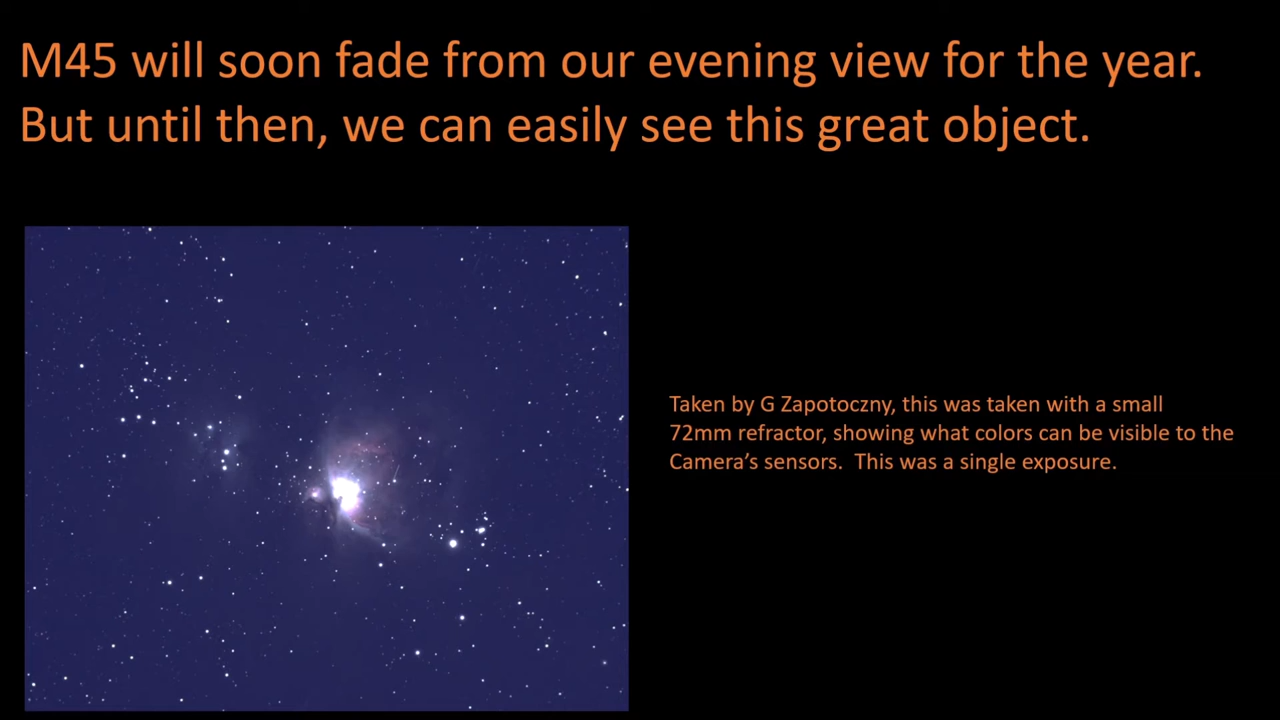 M45 will soon fade from our evening view for the year.
But until then, we can easily see this great object.
Taken by G Zapotoczny, this was taken with a small
72mm refractor, showing what colors can be visible to the
Camera’s sensors.  This was a single exposure.